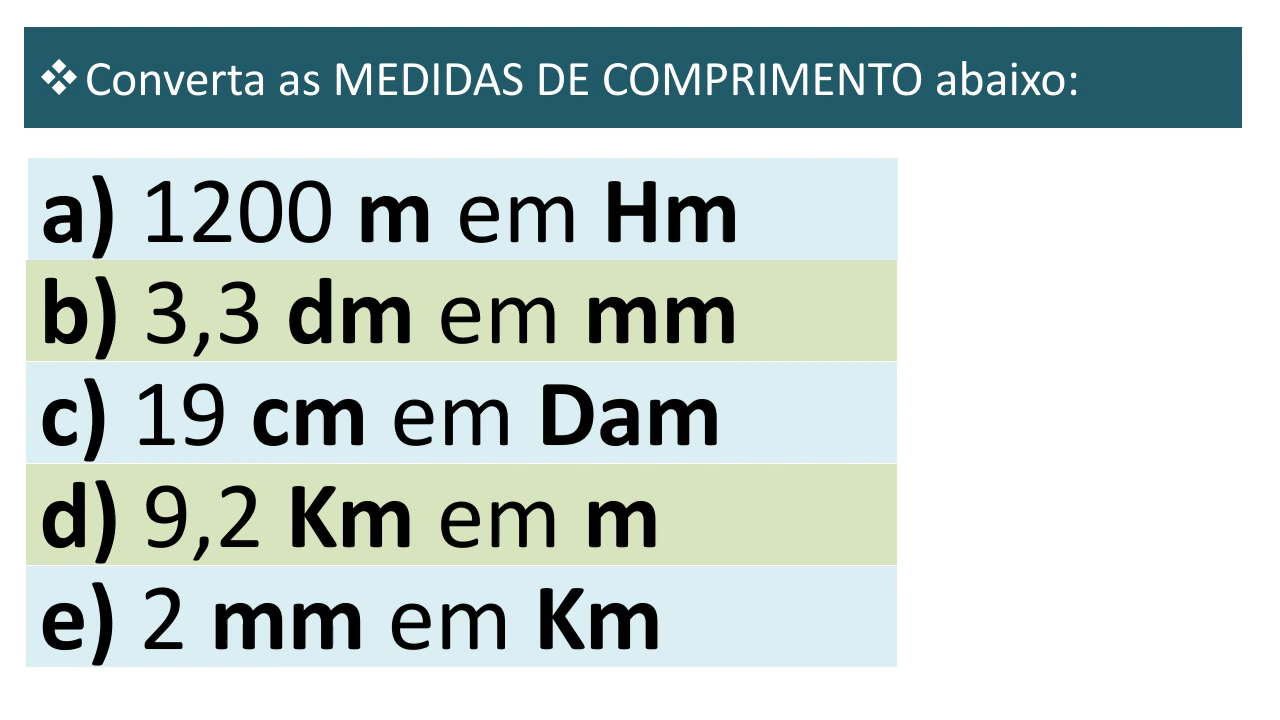 ❖Converta as MEDIDAS DE COMPRIMENTO abaixo:
a) 1200 m em Hm
b) 3,3 dm em mm
c) 19 cm em Dam
d) 9,2 Km em m
e) 2 mm em Km